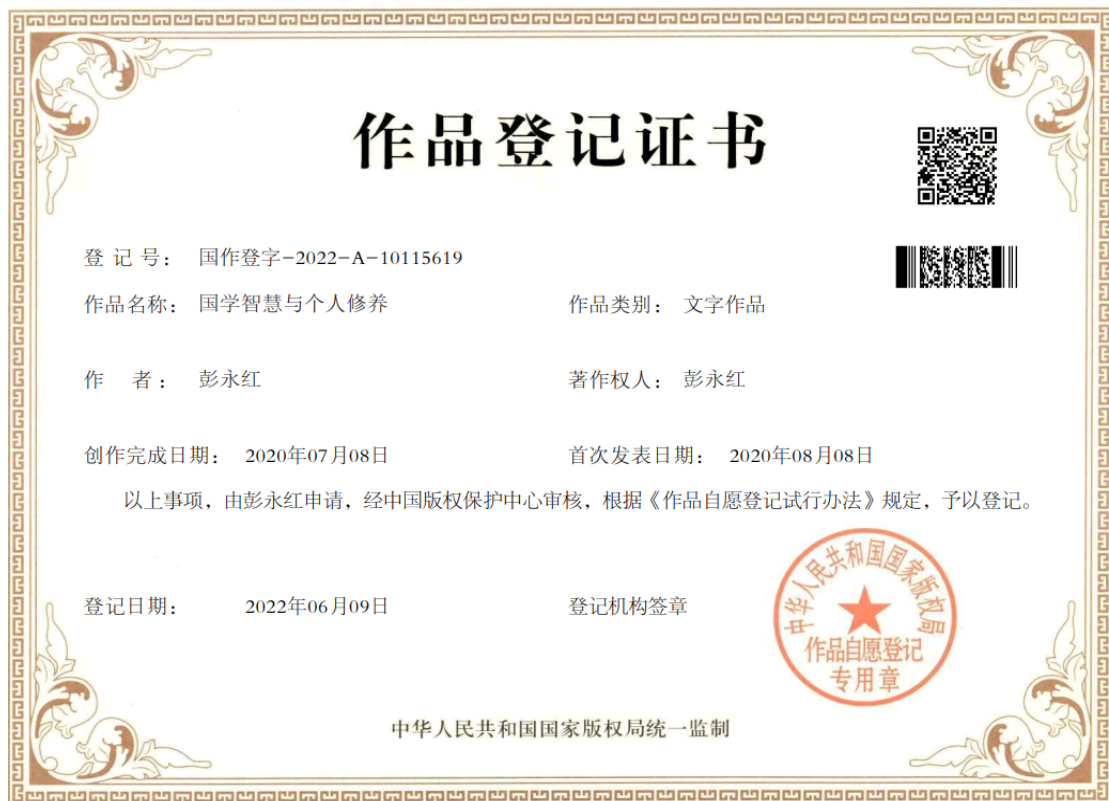 作品登记证书
登 记 号： 国作登字-2022-A-10115619
作品名称： 国学智慧与个人修养 作品类别： 文字作品
作 者： 彭永红 著作权人： 彭永红
创作完成日期： 2020年07月08日 首次发表日期： 2020年08月08日
以上事项，由彭永红申请，经中国版权保护中心审核，根据《作品自愿登记试行办法》规定，予以登记。
登记日期： 2022年06月09日 登记机构签章
中华人民共和国国家版权局
作品自愿登记
专用章
中华人民共和国国家版权局统一监制